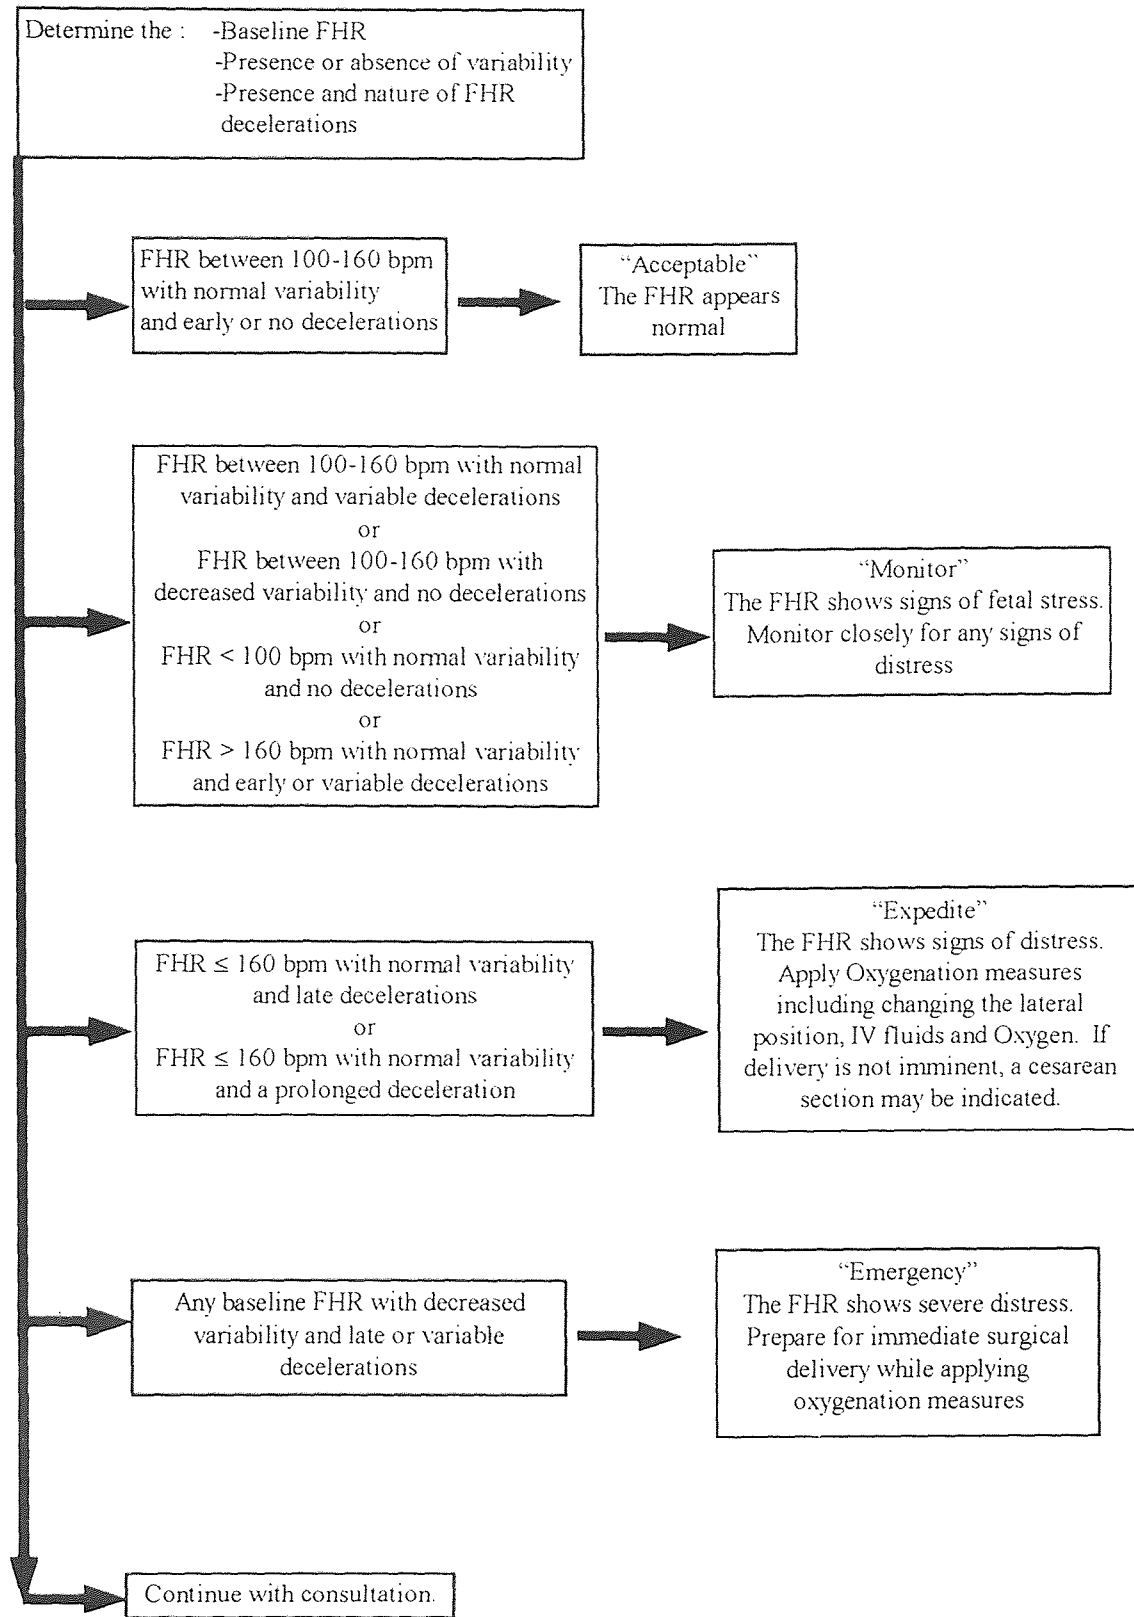 Determine the : -Baseline FHR
-Presence or absence of variability
-Presence and nature of FHR
decelerations
FHR between 100-160 bpm
with normal variability
and early or no decelerations
“Acceptable”
The FHR appears
normal
FHR between 100-160 bpm with normal
variability and variable decelerations
or
FHR between 100-160 bpm with
decreased variability and no decelerations
or
FHR < 100 bpm with normal variability
and no decelerations
or
FHR > 160 bpm with normal variability
and early or variable decelerations
“Monitor”
The FHR shows signs of fetal stress.
Monitor closely for any signs of
distress
FHR ≤ 160 bpm with normal variability
and late decelerations
or
FHR ≤ 160 bpm with normal variability
and a prolonged deceleration
“Expedite”
The FHR shows signs of distress.
Apply Oxygenation measures
including changing the lateral
position, IV fluids and Oxygen. If
delivery is not imminent, a cesarean
section may be indicated.
Any baseline FHR with decreased
variability and late or variable
decelerations
“Emergency”
The FHR shows severe distress.
Prepare for immediate surgical
delivery while applying
oxygenation measures
Continue with consultation.